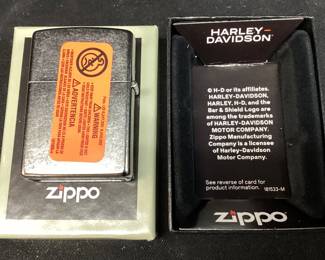 ⚠ ADVERTENCIA
⚠ WARNING
zippo
HARLEY-
DAVIDSON
© H-D or its affiliates.
HARLEY-DAVIDSON,
HARLEY, H-D, and the
Bar & Shield Logo are
among the trademarks
of HARLEY-DAVIDSON
MOTOR COMPANY.
Zippo Manufacturing
Company is a licensee
of Harley-Davidson
Motor Company.
See reverse of card for
product information. 181533-M
zippo